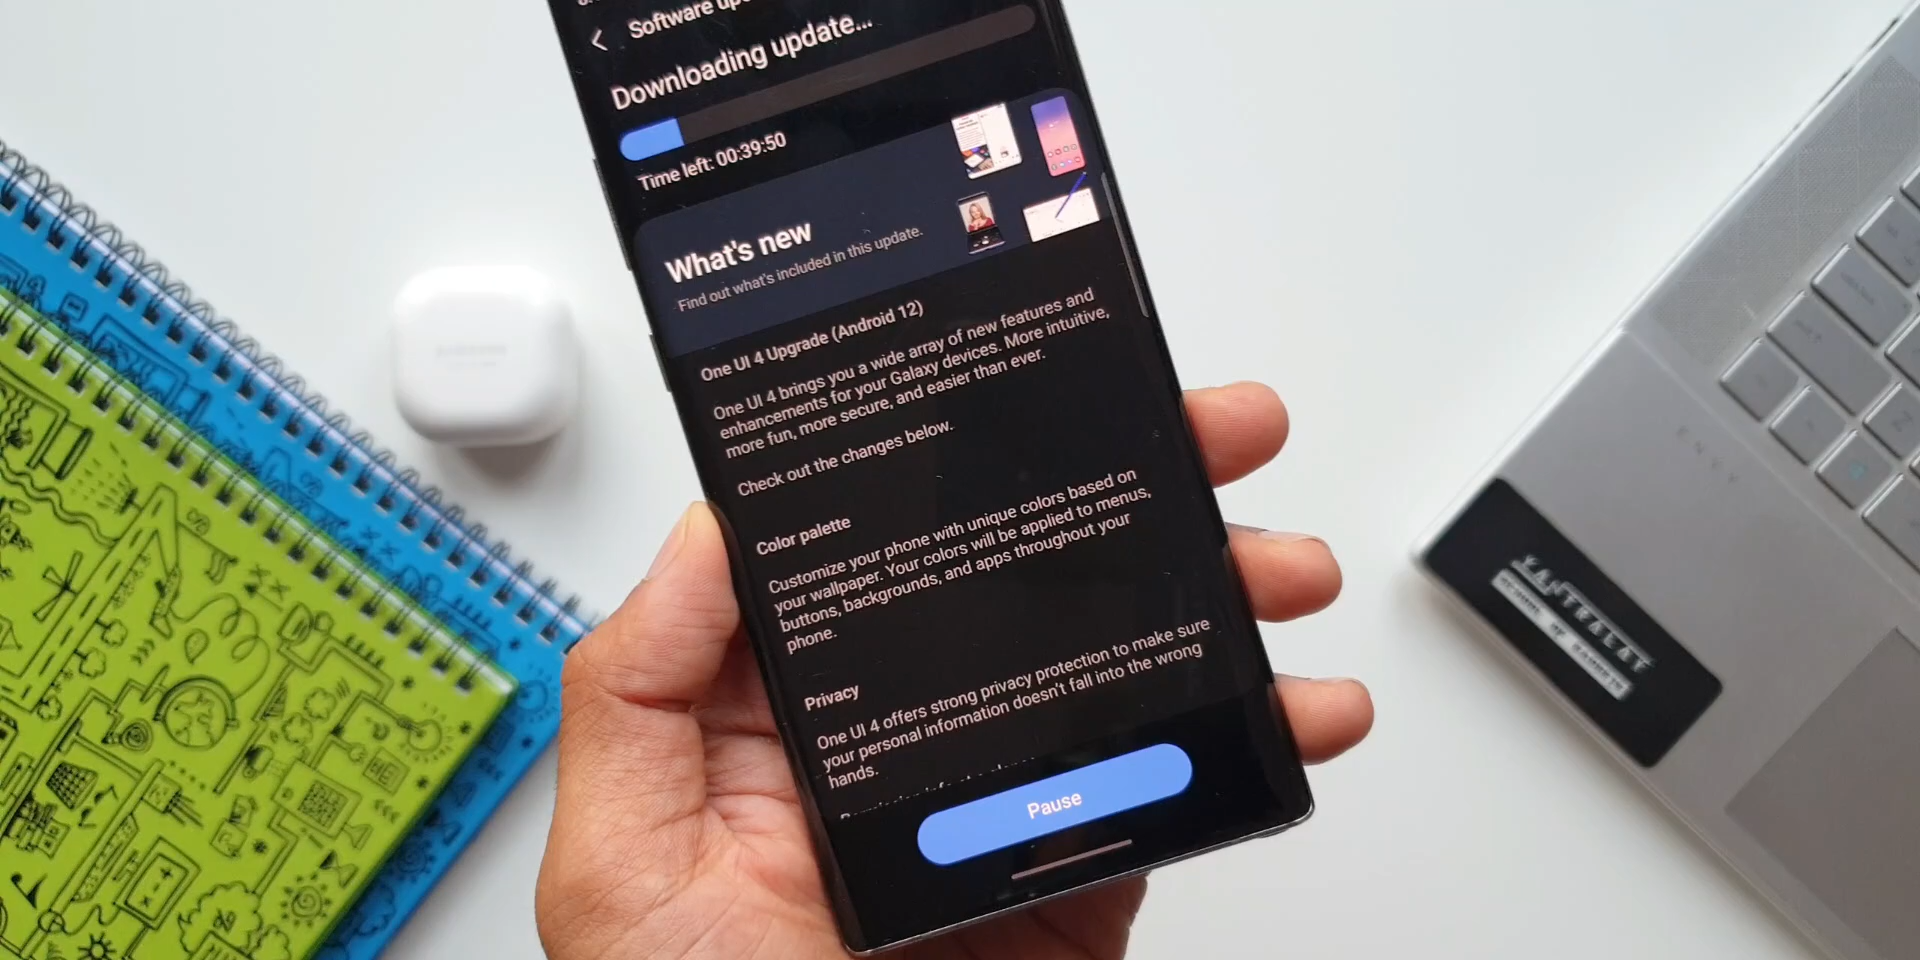 Software
Downloading update...
Time left: 00:39:50
What's new
Find out what's included in this update.
One UI 4 Upgrade (Android 12)
One UI 4 brings you a wide array of new features and
enhancements for your Galaxy devices. More intuitive,
more fun, more secure, and easier than ever.
Check out the changes below.
Color palette
Customize your phone with unique colors based on
your wallpaper. Your colors will be applied to menus,
buttons, backgrounds, and apps throughout your
phone.
Privacy
One UI 4 offers strong privacy protection to make sure
your personal information doesn't fall into the wrong
hands.
Pause
ENVY